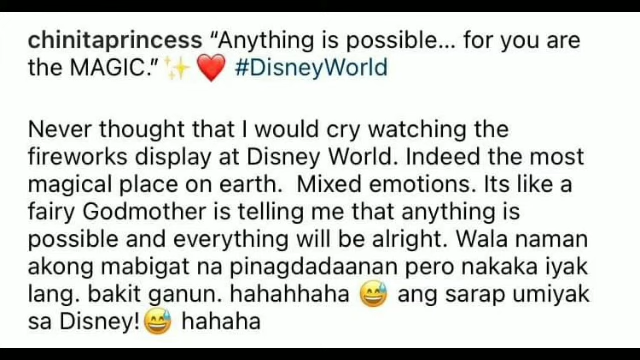 chinitaprincess “Anything is possible... for you are
the MAGIC.”✨❤️ #DisneyWorld
Never thought that I would cry watching the
fireworks display at Disney World. Indeed the most
magical place on earth.  Mixed emotions. Its like a
fairy Godmother is telling me that anything is
possible and everything will be alright. Wala naman
akong mabigat na pinagdadaanan pero nakaka iyak
lang. bakit ganun. hahahhaha 😅 ang sarap umiyak
sa Disney!😅 hahaha